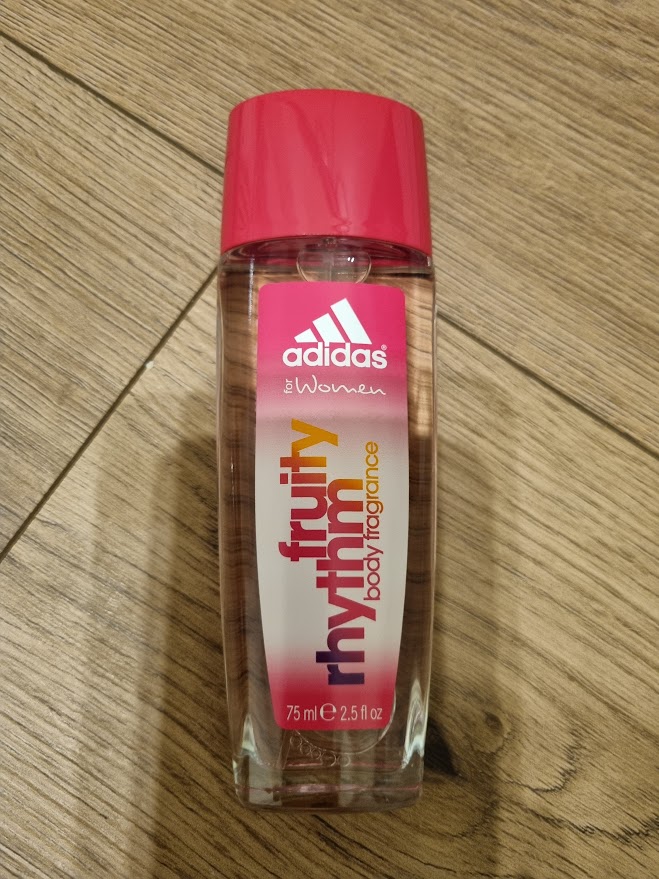 adidas®
for Women
fruity
rhythm
body fragrance
75 ml ℮ 2.5 fl oz